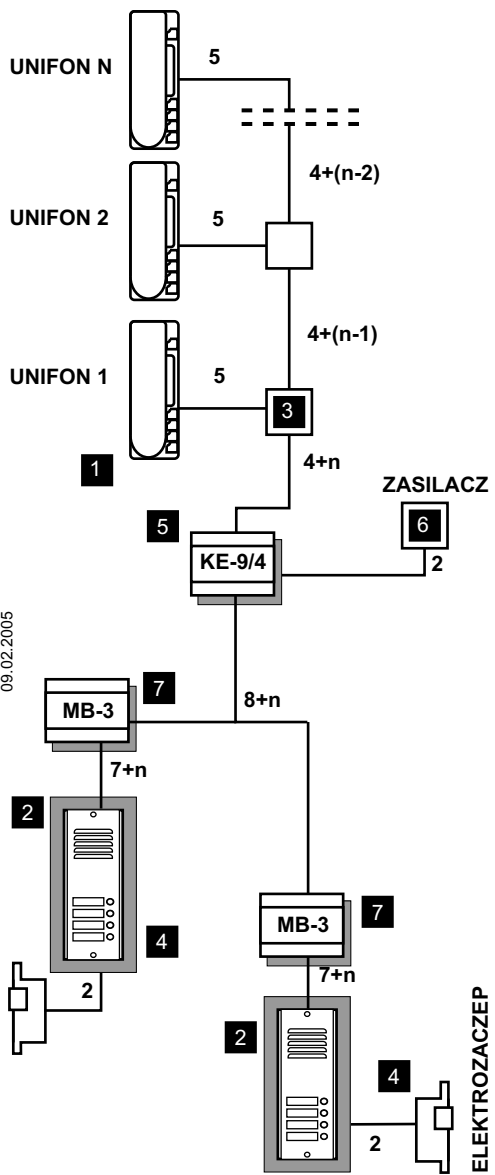 UNIFON N
5
4+(n-2)
UNIFON 2
5
4+(n-1)
UNIFON 1
5
3
1
4+n
ZASILACZ
5
6
KE-9/4
2
09.02.2005
7
MB-3
8+n
7+n
2
7
MB-3
4
7+n
2
2
4
2
ELEKTROZACZEP